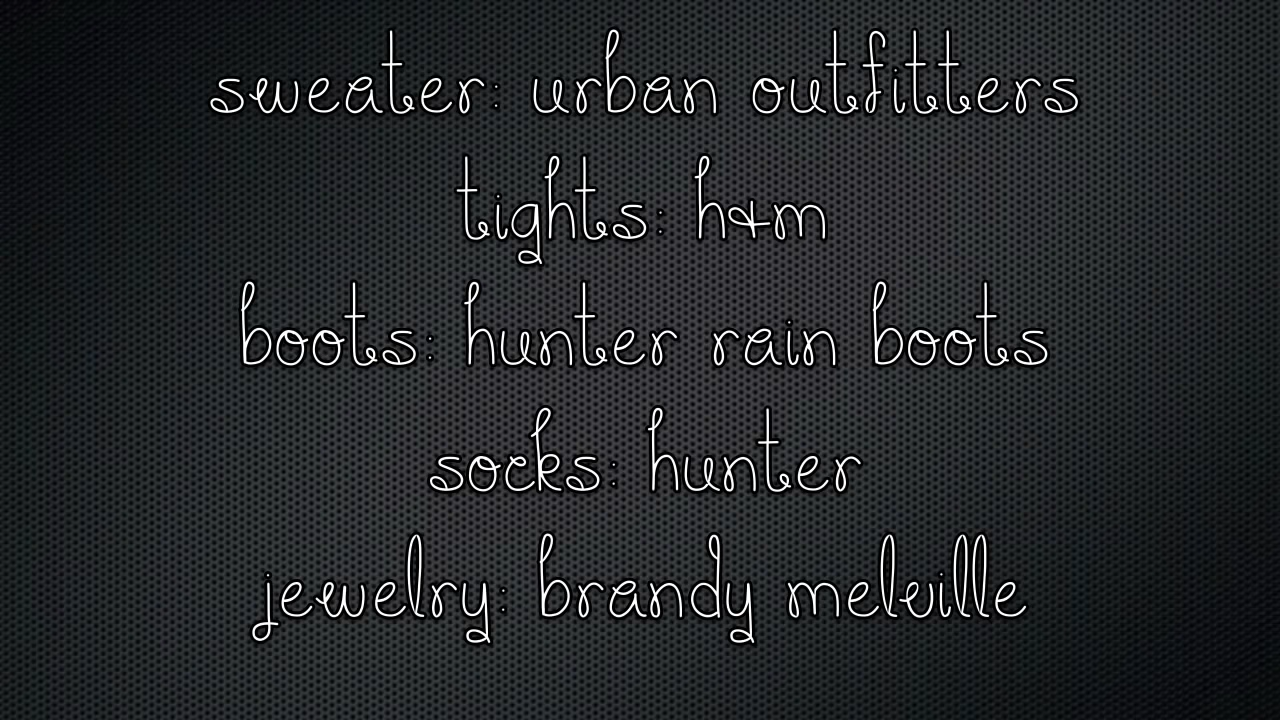 sweater: urban outfitters
tights: h&m
boots: hunter rain boots
socks: hunter
jewelry: brandy melville